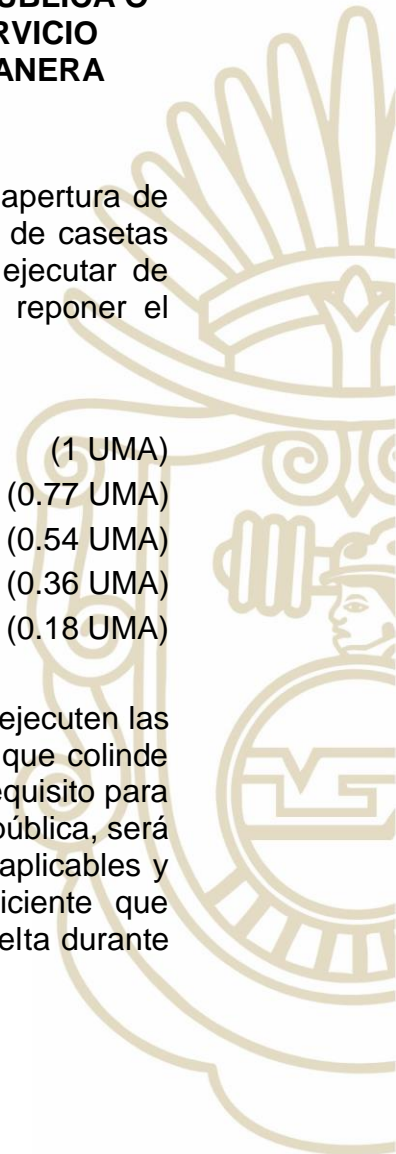 PÚBLICA O
RVICIO
ANERA
apertura de
de casetas
ejecutar de
reponer el
(1 UMA)
(0.77 UMA)
(0.54 UMA)
(0.36 UMA)
(0.18 UMA)
ejecuten las
que colinde
equisito para
pública, será
aplicables y
iciente que
elta durante